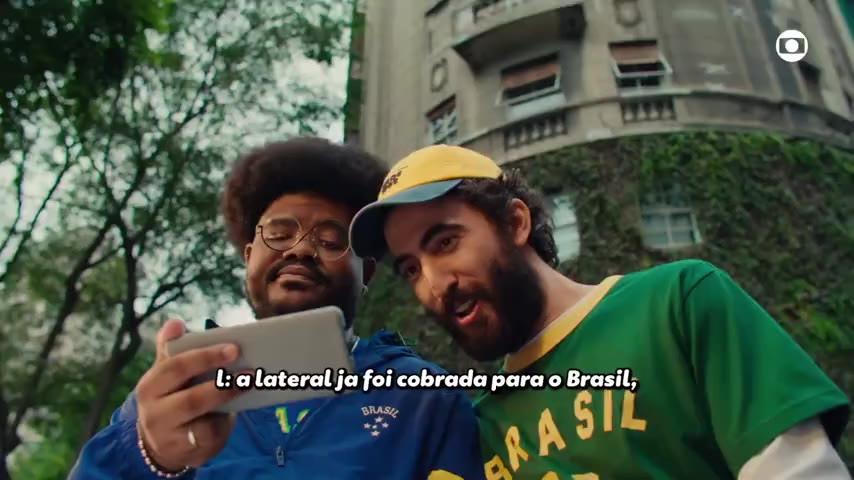 l: a lateral ja foi cobrada para o Brasil,
BRASIL
BRASIL